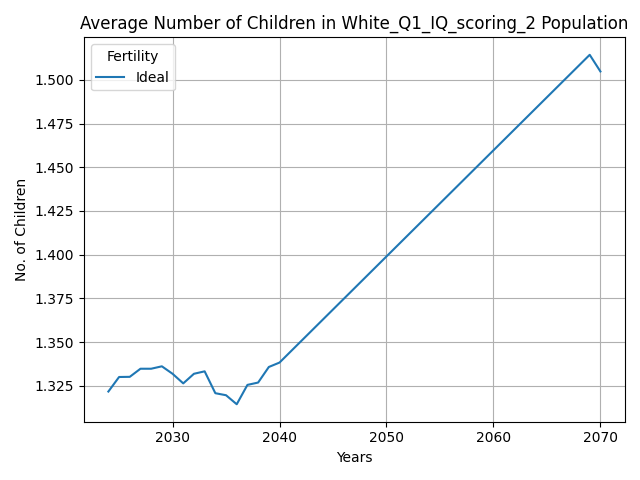 Average Number of Children in White_Q1_IQ_scoring_2 Population
Fertility
Ideal
1.500
1.475
1.450
1.425
1.400
1.375
1.350
1.325
No. of Children
2030
2040
2050
2060
2070
Years